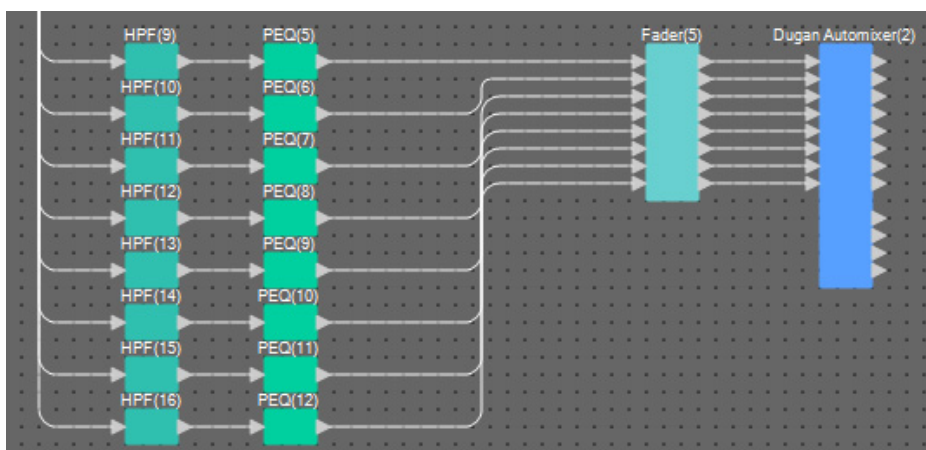 HPF(9) PEQ(5) Fader(5) Dugan Automixer(2)
HPF(10) PEQ(6)
HPF(11) PEQ(7)
HPF(12) PEQ(8)
HPF(13) PEQ(9)
HPF(14) PEQ(10)
HPF(15) PEQ(11)
HPF(16) PEQ(12)